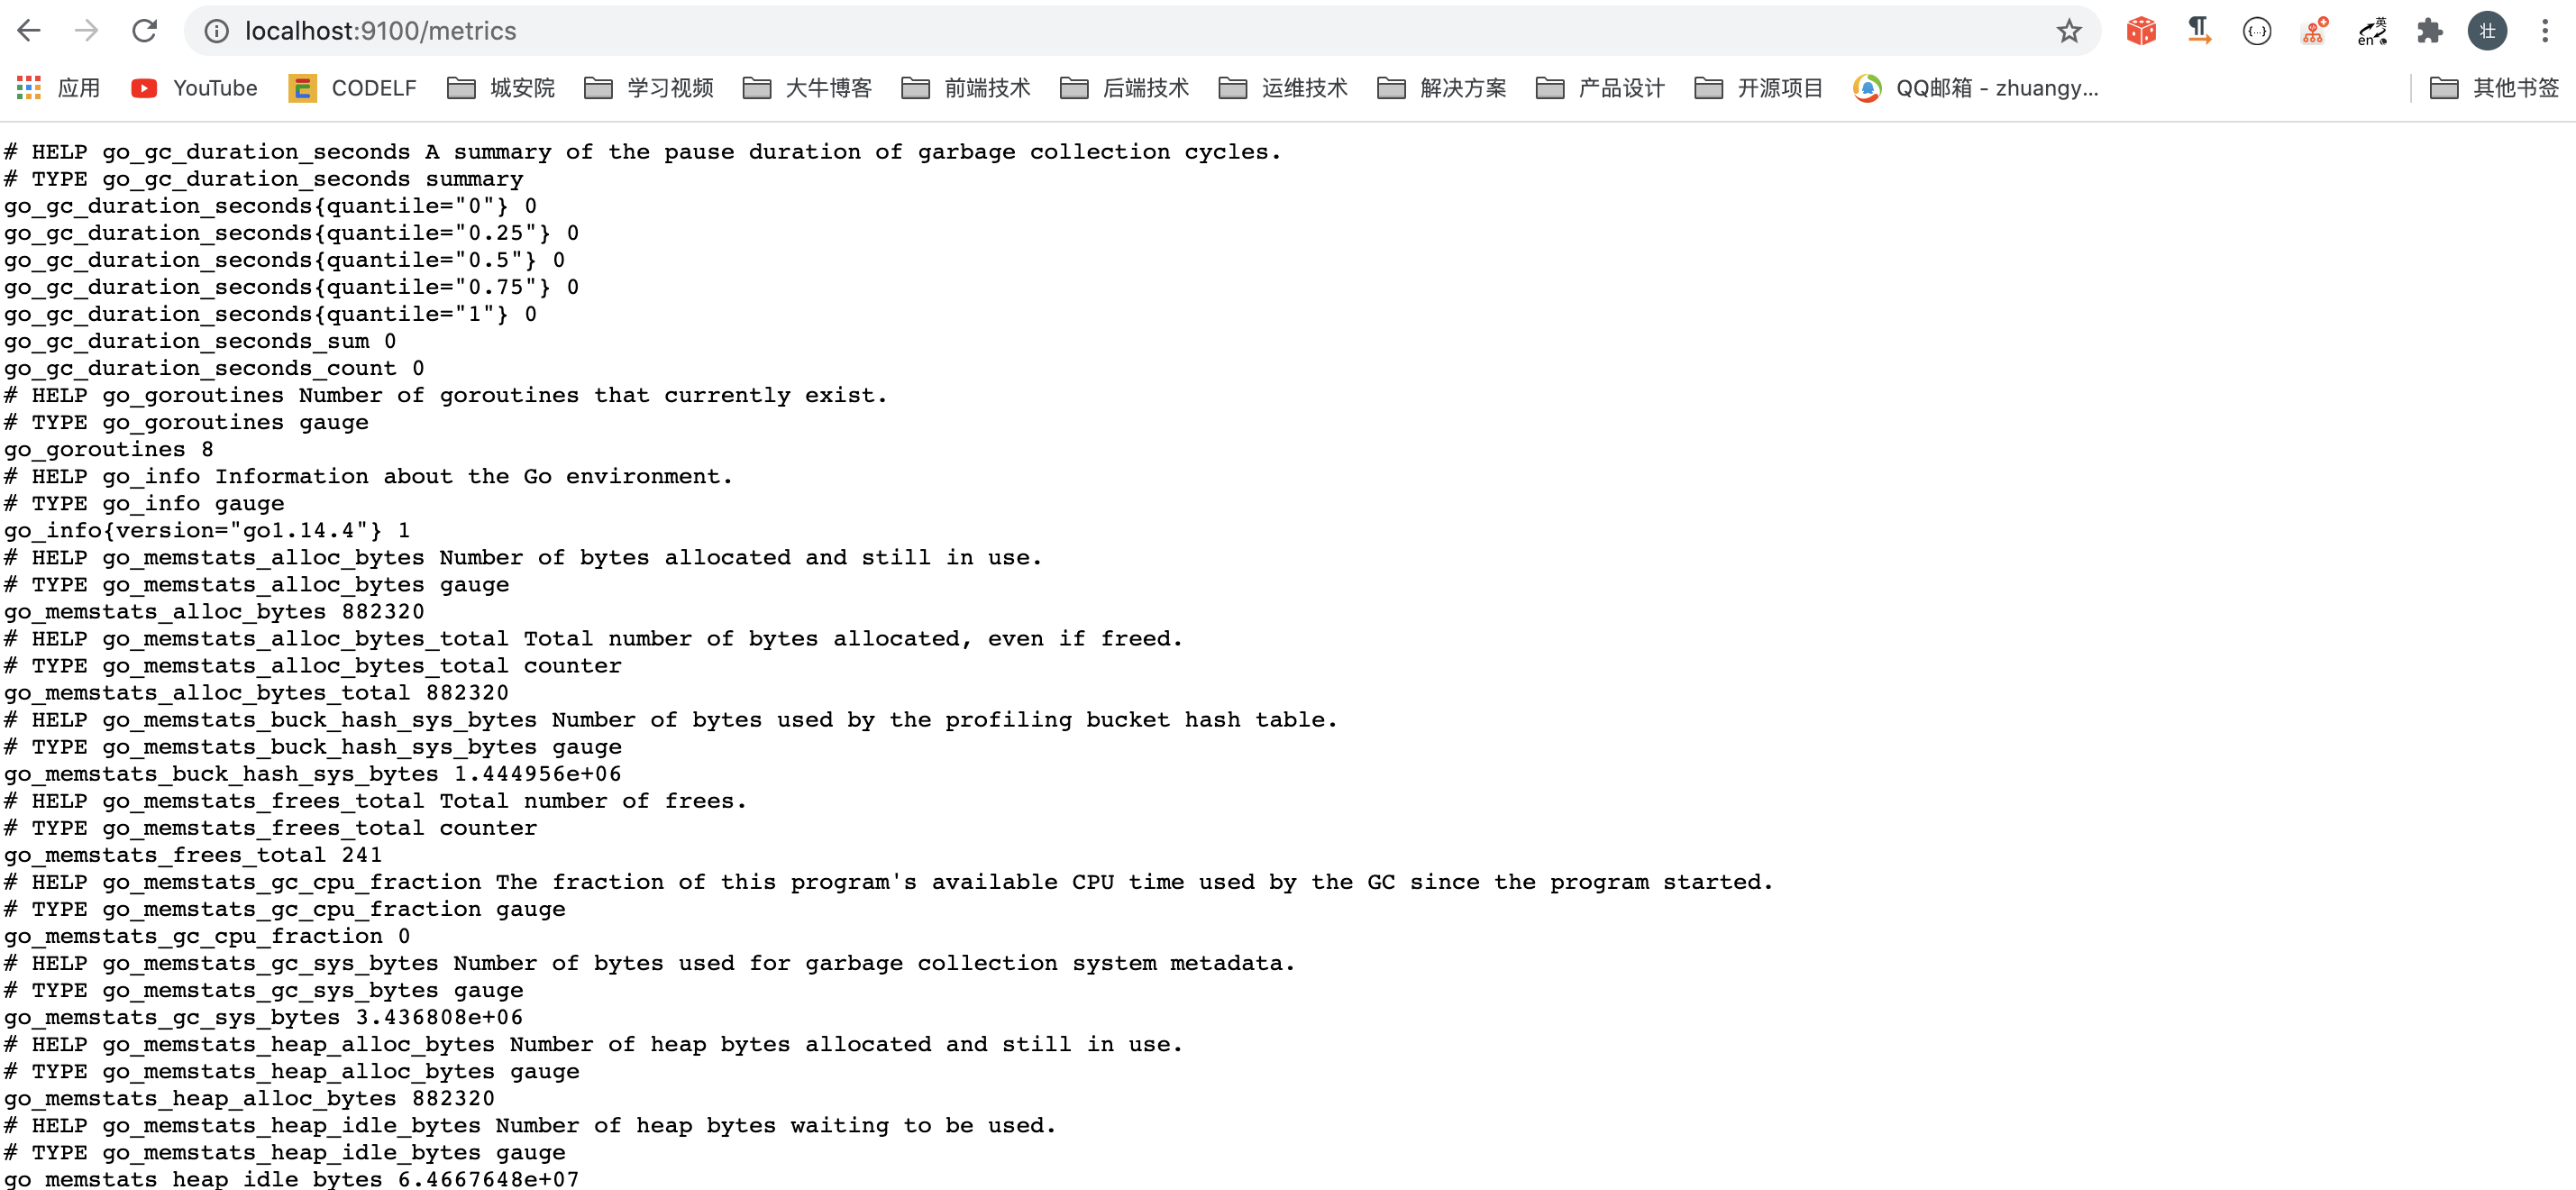 localhost:9100/metrics
应用 YouTube CODELF 城安院 学习视频 大牛博客 前端技术 后端技术 运维技术 解决方案 产品设计 开源项目 QQ邮箱 - zhuangy... 其他书签
英 en 壮
# HELP go_gc_duration_seconds A summary of the pause duration of garbage collection cycles.
# TYPE go_gc_duration_seconds summary
go_gc_duration_seconds{quantile="0"} 0
go_gc_duration_seconds{quantile="0.25"} 0
go_gc_duration_seconds{quantile="0.5"} 0
go_gc_duration_seconds{quantile="0.75"} 0
go_gc_duration_seconds{quantile="1"} 0
go_gc_duration_seconds_sum 0
go_gc_duration_seconds_count 0
# HELP go_goroutines Number of goroutines that currently exist.
# TYPE go_goroutines gauge
go_goroutines 8
# HELP go_info Information about the Go environment.
# TYPE go_info gauge
go_info{version="go1.14.4"} 1
# HELP go_memstats_alloc_bytes Number of bytes allocated and still in use.
# TYPE go_memstats_alloc_bytes gauge
go_memstats_alloc_bytes 882320
# HELP go_memstats_alloc_bytes_total Total number of bytes allocated, even if freed.
# TYPE go_memstats_alloc_bytes_total counter
go_memstats_alloc_bytes_total 882320
# HELP go_memstats_buck_hash_sys_bytes Number of bytes used by the profiling bucket hash table.
# TYPE go_memstats_buck_hash_sys_bytes gauge
go_memstats_buck_hash_sys_bytes 1.444956e+06
# HELP go_memstats_frees_total Total number of frees.
# TYPE go_memstats_frees_total counter
go_memstats_frees_total 241
# HELP go_memstats_gc_cpu_fraction The fraction of this program's available CPU time used by the GC since the program started.
# TYPE go_memstats_gc_cpu_fraction gauge
go_memstats_gc_cpu_fraction 0
# HELP go_memstats_gc_sys_bytes Number of bytes used for garbage collection system metadata.
# TYPE go_memstats_gc_sys_bytes gauge
go_memstats_gc_sys_bytes 3.436808e+06
# HELP go_memstats_heap_alloc_bytes Number of heap bytes allocated and still in use.
# TYPE go_memstats_heap_alloc_bytes gauge
go_memstats_heap_alloc_bytes 882320
# HELP go_memstats_heap_idle_bytes Number of heap bytes waiting to be used.
# TYPE go_memstats_heap_idle_bytes gauge
go_memstats_heap_idle_bytes 6.4667648e+07